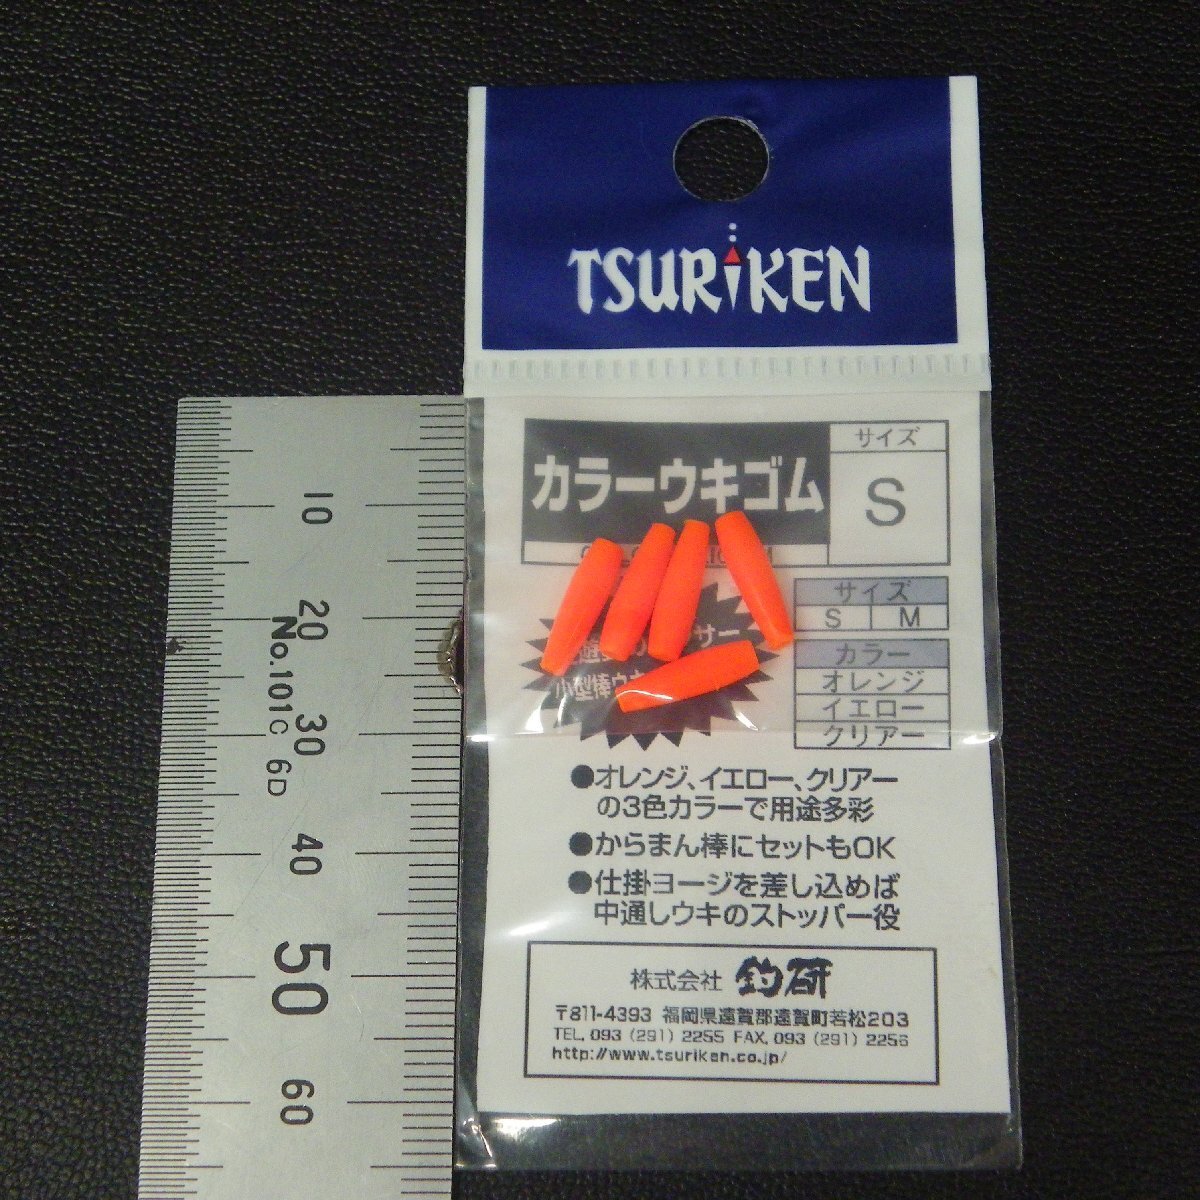 TSURiKEN
カラーウキゴム
サイズ
S
サイズ
S M
カラー
オレンジ
イエロー
クリアー
小型棒ウキ
●オレンジ、イエロー、クリアー
の3色カラーで用途多彩
●からまん棒にセットもOK
●仕掛ヨージを差し込めば
中通しウキのストッパー役
株式会社 釣研
〒811-4393 福岡県遠賀郡遠賀町若松203
TEL.093 (291) 2255 FAX.093 (291) 2256
http://www.tsuriken.co.jp/
10
20
30
40
50
60
No.101C 6D